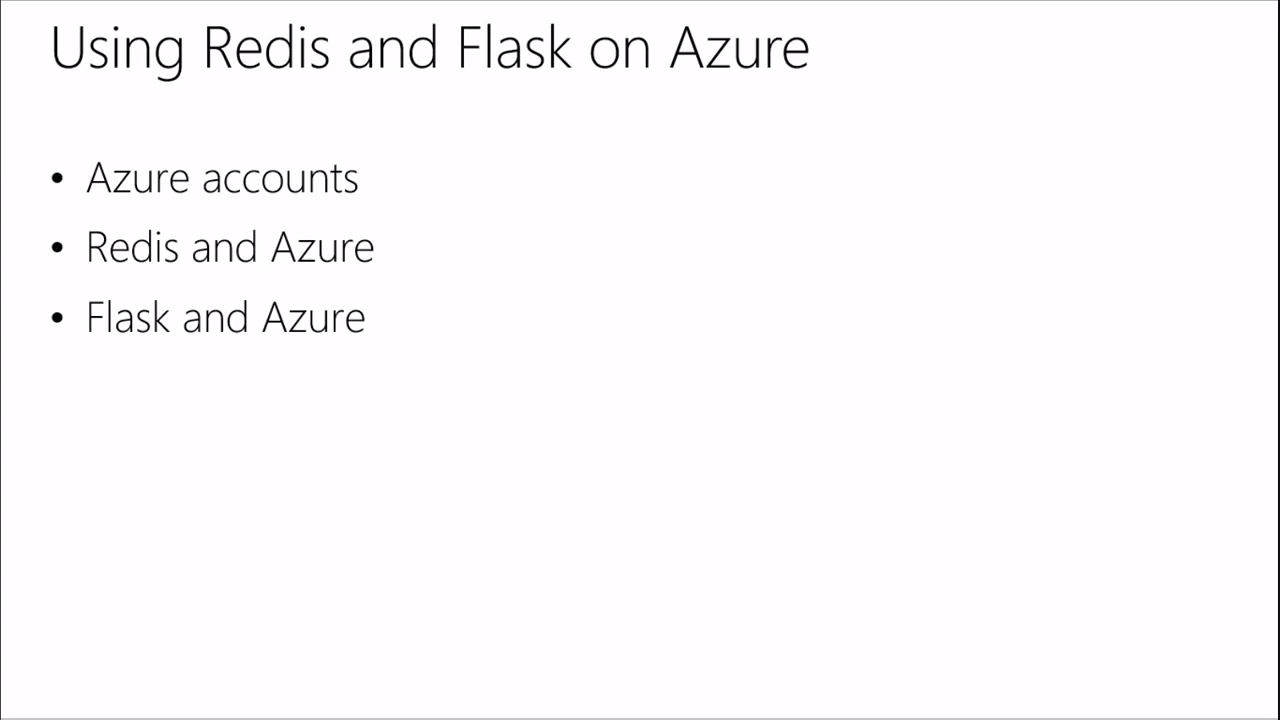 Using Redis and Flask on Azure
• Azure accounts
• Redis and Azure
• Flask and Azure